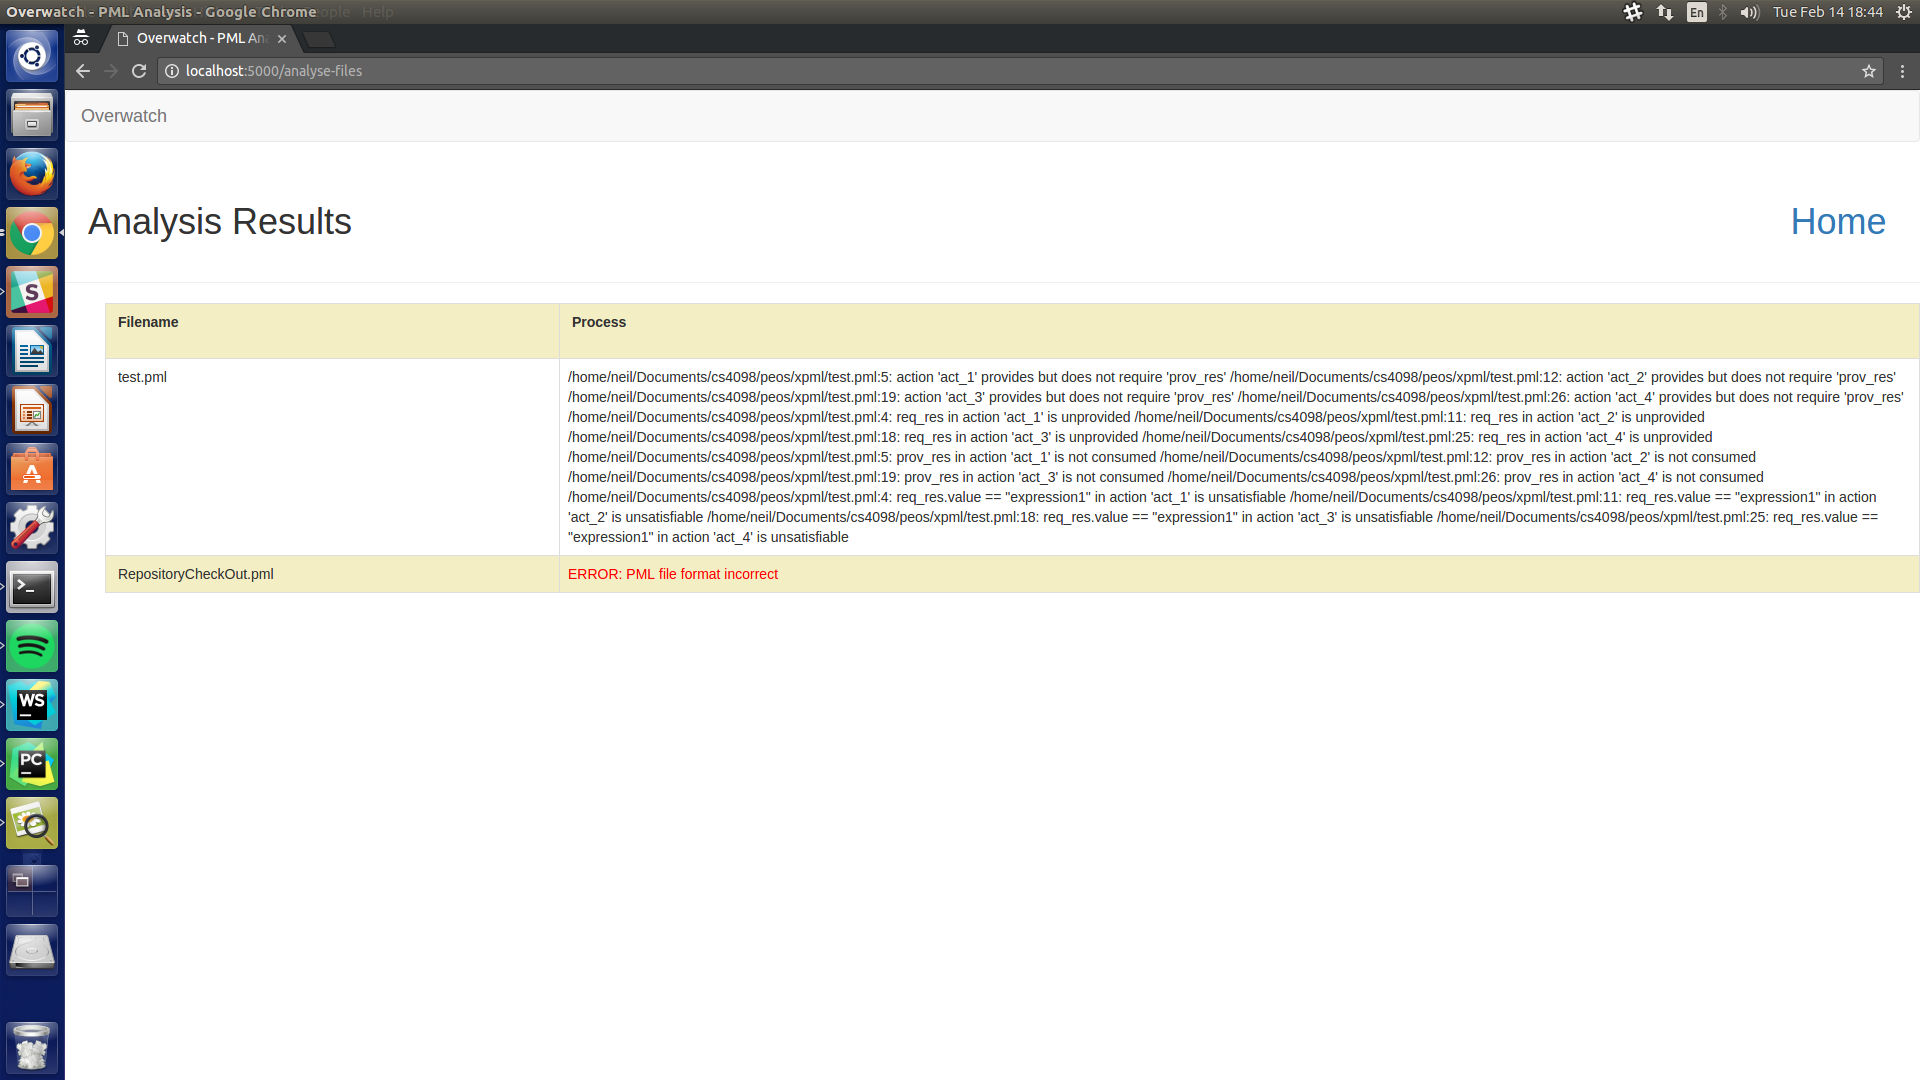 Overwatch - PML Analysis - Google Chrome People Help
En Tue Feb 14 18:44
Overwatch - PML An
localhost:5000/analyse-files
Overwatch
Analysis Results
Home
Filename Process
test.pml
/home/neil/Documents/cs4098/peos/xpml/test.pml:5: action 'act_1' provides but does not require 'prov_res' /home/neil/Documents/cs4098/peos/xpml/test.pml:12: action 'act_2' provides but does not require 'prov_res'
/home/neil/Documents/cs4098/peos/xpml/test.pml:19: action 'act_3' provides but does not require 'prov_res' /home/neil/Documents/cs4098/peos/xpml/test.pml:26: action 'act_4' provides but does not require 'prov_res'
/home/neil/Documents/cs4098/peos/xpml/test.pml:4: req_res in action 'act_1' is unprovided /home/neil/Documents/cs4098/peos/xpml/test.pml:11: req_res in action 'act_2' is unprovided
/home/neil/Documents/cs4098/peos/xpml/test.pml:18: req_res in action 'act_3' is unprovided /home/neil/Documents/cs4098/peos/xpml/test.pml:25: req_res in action 'act_4' is unprovided
/home/neil/Documents/cs4098/peos/xpml/test.pml:5: prov_res in action 'act_1' is not consumed /home/neil/Documents/cs4098/peos/xpml/test.pml:12: prov_res in action 'act_2' is not consumed
/home/neil/Documents/cs4098/peos/xpml/test.pml:19: prov_res in action 'act_3' is not consumed /home/neil/Documents/cs4098/peos/xpml/test.pml:26: prov_res in action 'act_4' is not consumed
/home/neil/Documents/cs4098/peos/xpml/test.pml:4: req_res.value == "expression1" in action 'act_1' is unsatisfiable /home/neil/Documents/cs4098/peos/xpml/test.pml:11: req_res.value == "expression1" in action
'act_2' is unsatisfiable /home/neil/Documents/cs4098/peos/xpml/test.pml:18: req_res.value == "expression1" in action 'act_3' is unsatisfiable /home/neil/Documents/cs4098/peos/xpml/test.pml:25: req_res.value ==
"expression1" in action 'act_4' is unsatisfiable
RepositoryCheckOut.pml ERROR: PML file format incorrect
S
A
>_
WS
PC